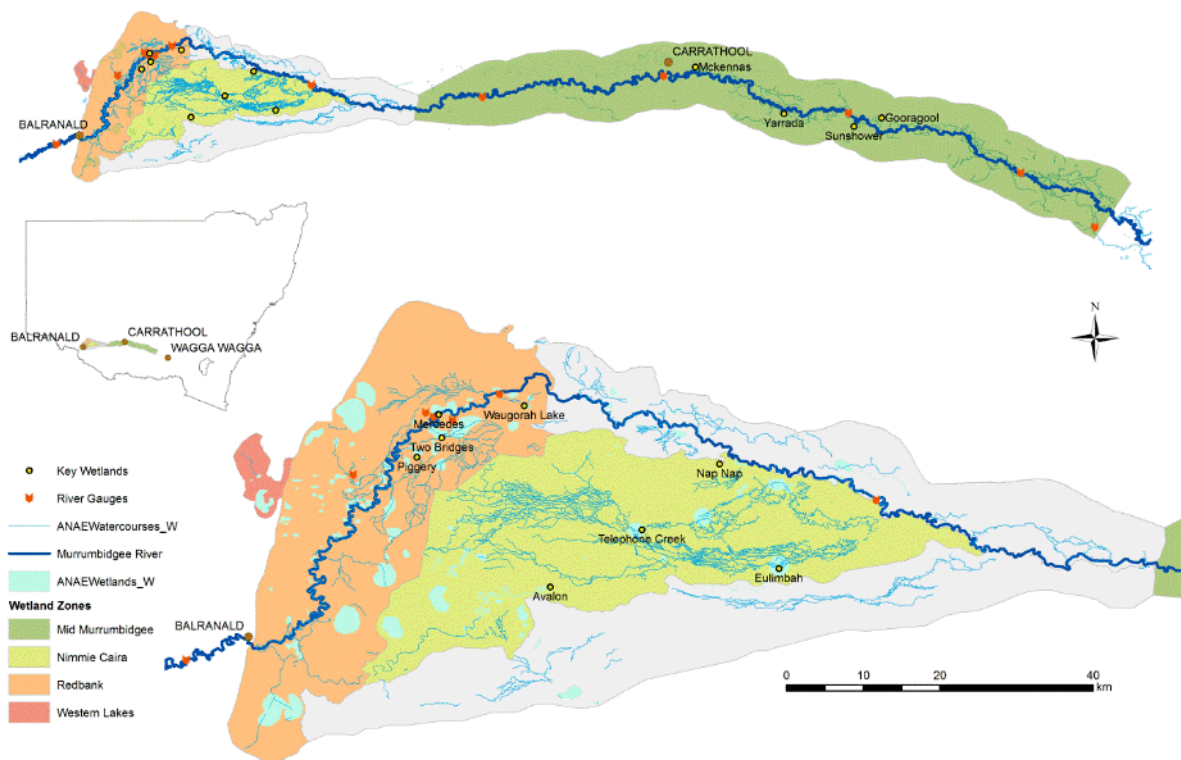 CARRATHOOL
Mckennas
BALRANALD
Yarrada
Gooragool
Sunshower
BALRANALD
CARRATHOOL
WAGGA WAGGA
N
Waugorah Lake
Mercedes
Two Bridges
Piggery
Nap Nap
Telephone Creek
Eulimbah
Avalon
BALRANALD
Key Wetlands
River Gauges
ANAEWatercourses_W
Murrumbidgee River
ANAEWetlands_W
Wetland Zones
Mid Murrumbidgee
Nimmie Caira
Redbank
Western Lakes
0 10 20 40
km